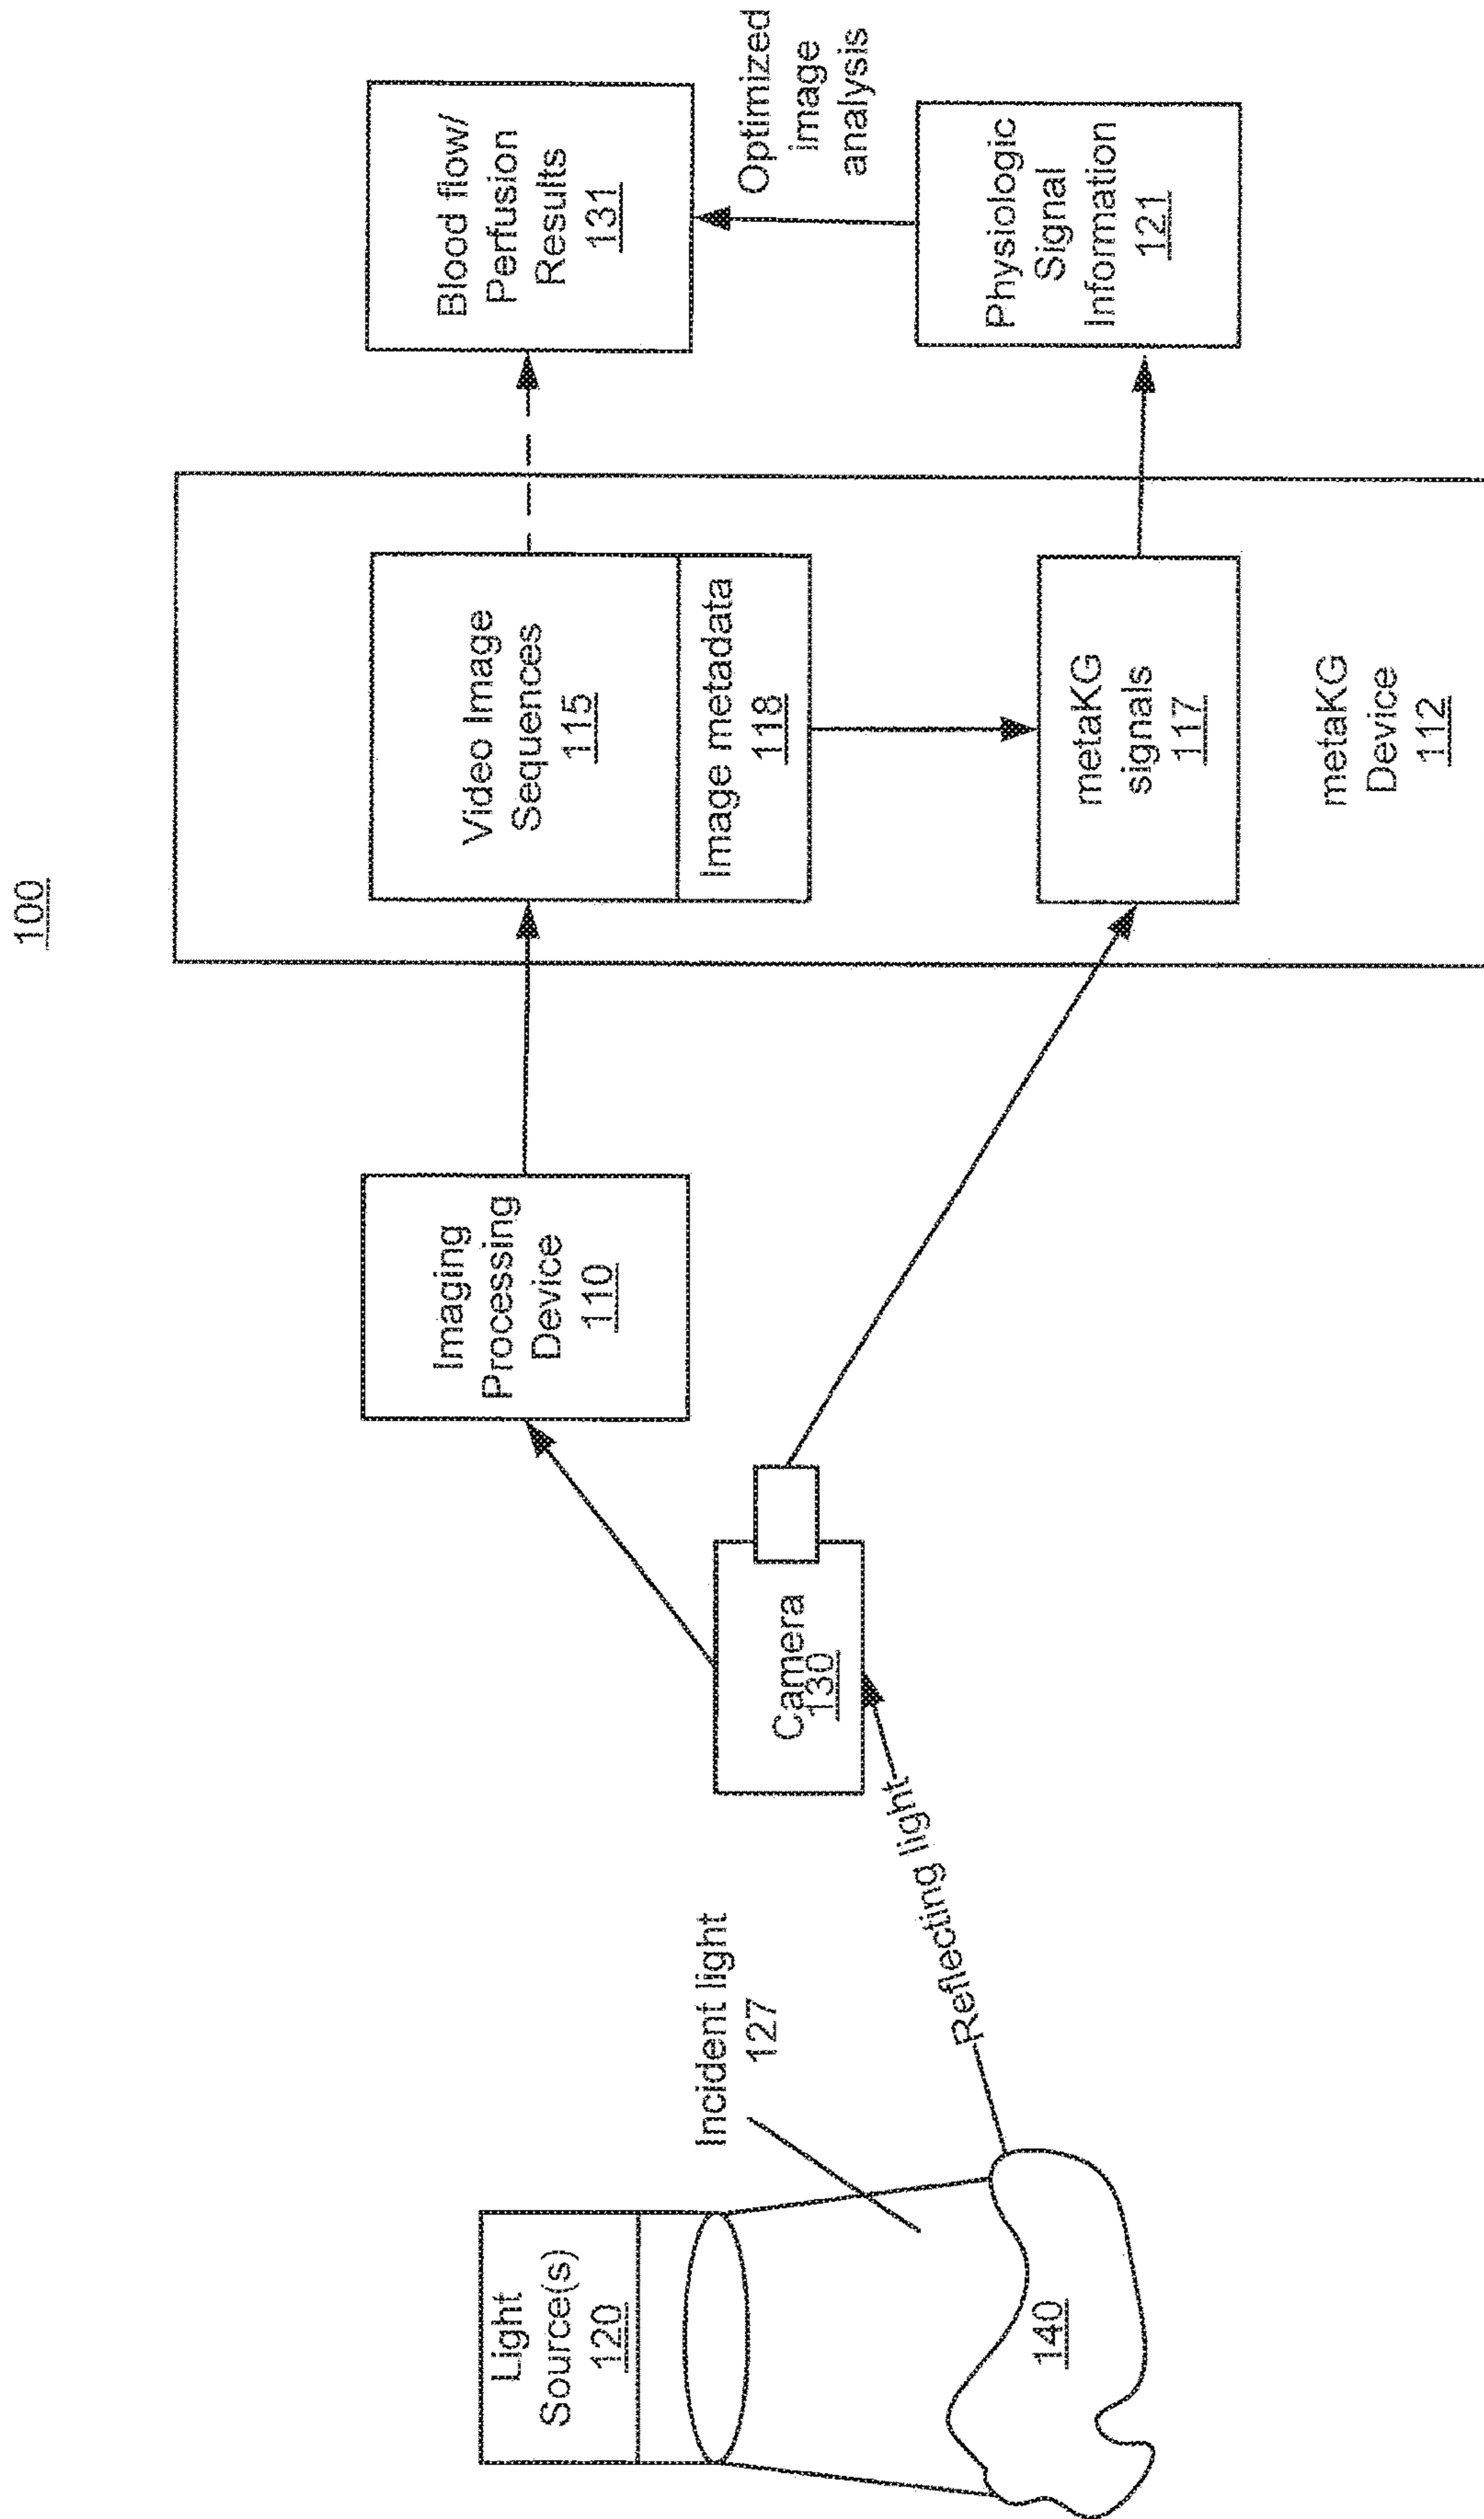 100
Light
Source(s)
120
Incident light
127
140
Reflecting light
Camera
130
Imaging
Processing
Device
110
Video Image
Sequences
115
Image metadata
118
metaKG
signals
117
metaKG
Device
112
Blood flow/
Perfusion
Results
131
Optimized
image
analysis
Physiologic
Signal
Information
121